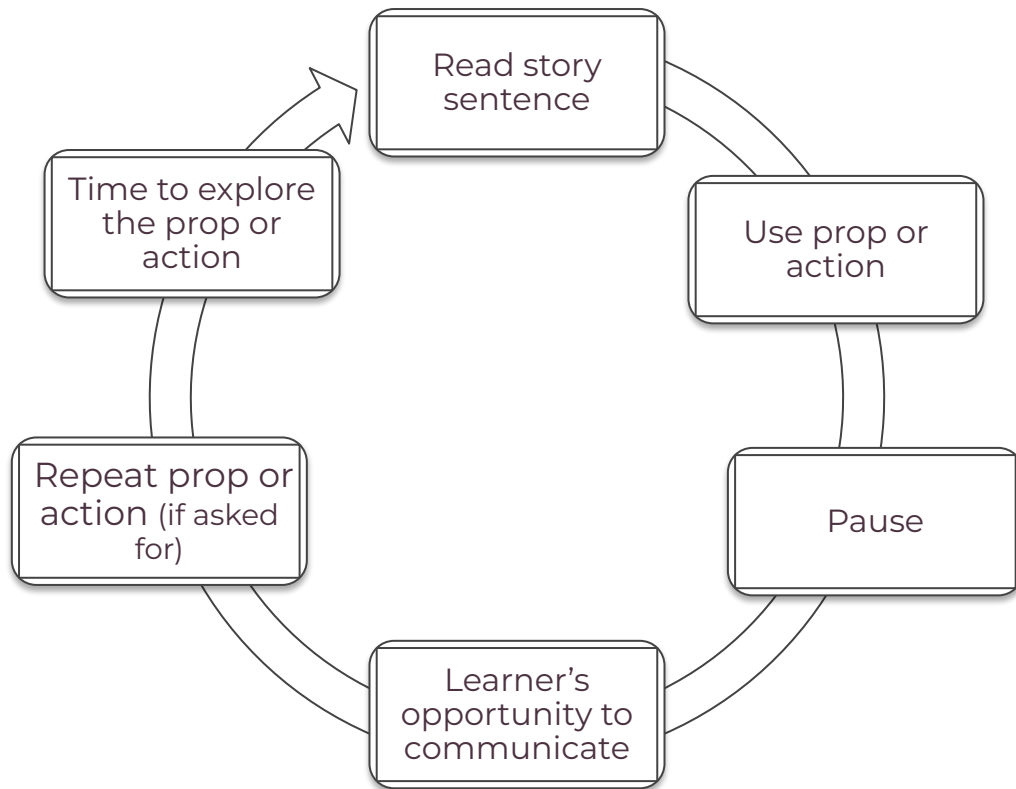 Read story
sentence
Use prop or
action
Pause
Learner’s
opportunity to
communicate
Repeat prop or
action (if asked
for)
Time to explore
the prop or
action